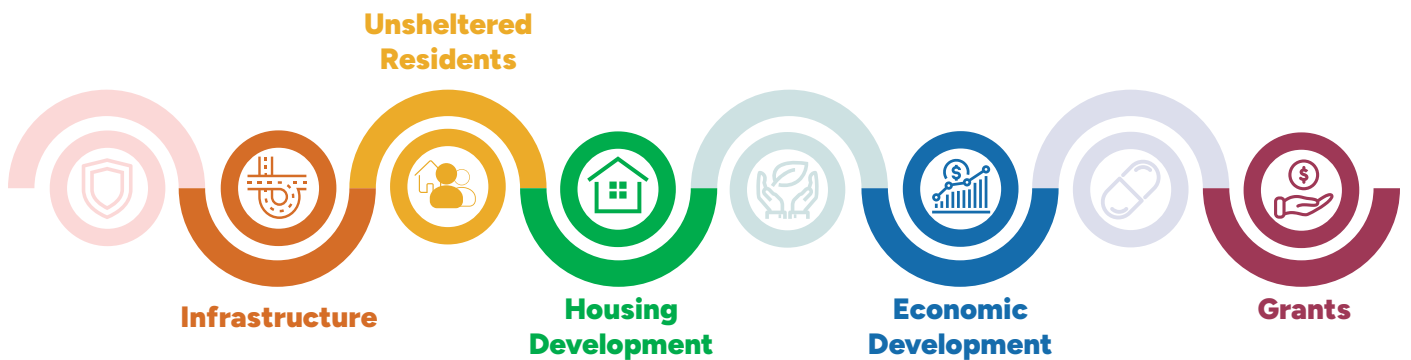 Unsheltered
Residents
Infrastructure
Housing
Development
Economic
Development
Grants
$
$